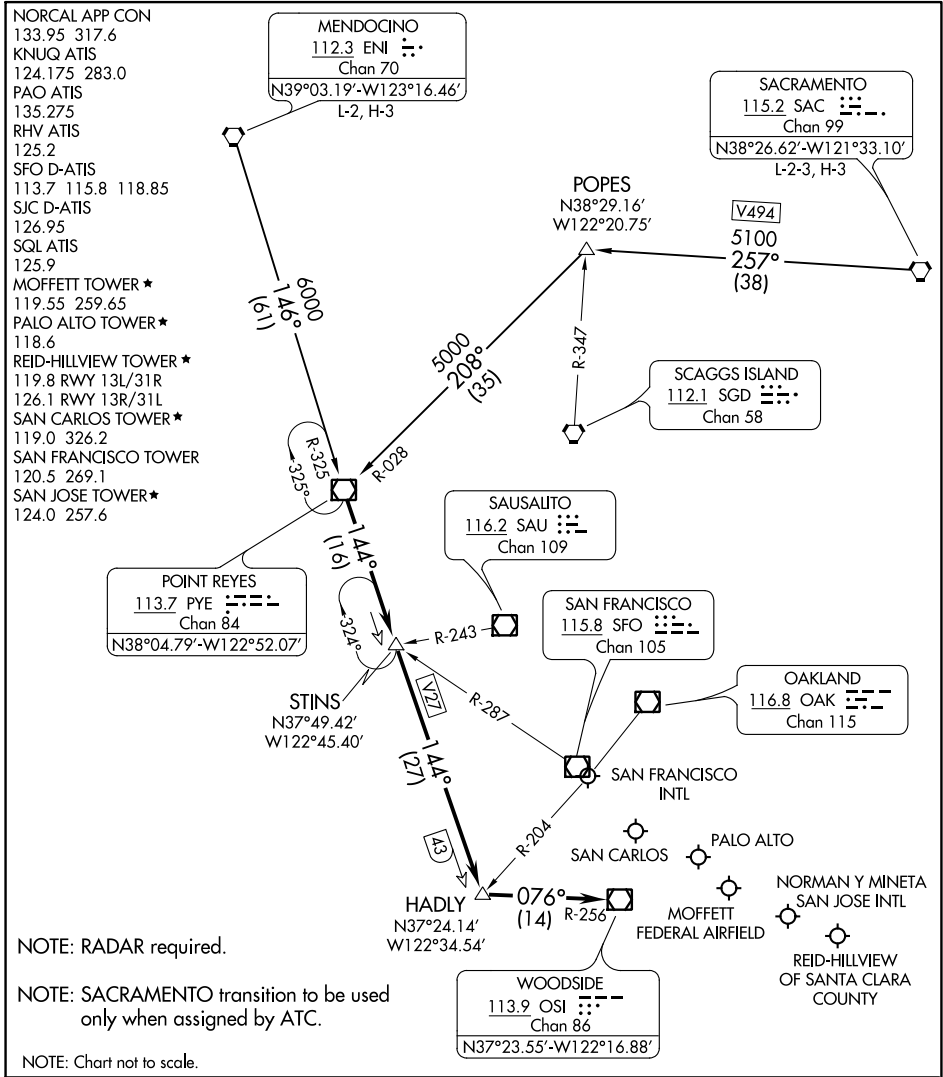 NORCAL APP CON
133.95 317.6
KNUQ ATIS
124.175 283.0
PAO ATIS
135.275
RHV ATIS
125.2
SFO D-ATIS
113.7 115.8 118.85
SJC D-ATIS
126.95
SQL ATIS
125.9
MOFFETT TOWER★
119.55 259.65
PALO ALTO TOWER★
118.6
REID-HILLVIEW TOWER★
119.8 RWY 13L/31R
126.1 RWY 13R/31L
SAN CARLOS TOWER★
119.0 326.2
SAN FRANCISCO TOWER
120.5 269.1
SAN JOSE TOWER★
124.0 257.6
MENDOCINO
112.3 ENI
Chan 70
N39°03.19′-W123°16.46′
L-2, H-3
SACRAMENTO
115.2 SAC
Chan 99
N38°26.62′-W121°33.10′
L-2-3, H-3
POPES
N38°29.16′
W122°20.75′
V494
5100
257°
(38)
6000
146°
(61)
5000
208°
(35)
R-347
SCAGGS ISLAND
112.1 SGD
Chan 58
R-325
325°
R-028
SAUSALITO
116.2 SAU
Chan 109
144°
(16)
POINT REYES
113.7 PYE
Chan 84
N38°04.79′-W122°52.07′
SAN FRANCISCO
115.8 SFO
Chan 105
R-243
324°
STINS
N37°49.42′
W122°45.40′
V27
R-287
OAKLAND
116.8 OAK
Chan 115
144°
(27)
SAN FRANCISCO
INTL
R-204
43
SAN CARLOS
PALO ALTO
HADLY
N37°24.14′
W122°34.54′
076°
(14)
R-256
MOFFETT
FEDERAL AIRFIELD
NORMAN Y MINETA
SAN JOSE INTL
REID-HILLVIEW
OF SANTA CLARA
COUNTY
WOODSIDE
113.9 OSI
Chan 86
N37°23.55′-W122°16.88′
NOTE: RADAR required.
NOTE: SACRAMENTO transition to be used
only when assigned by ATC.
NOTE: Chart not to scale.